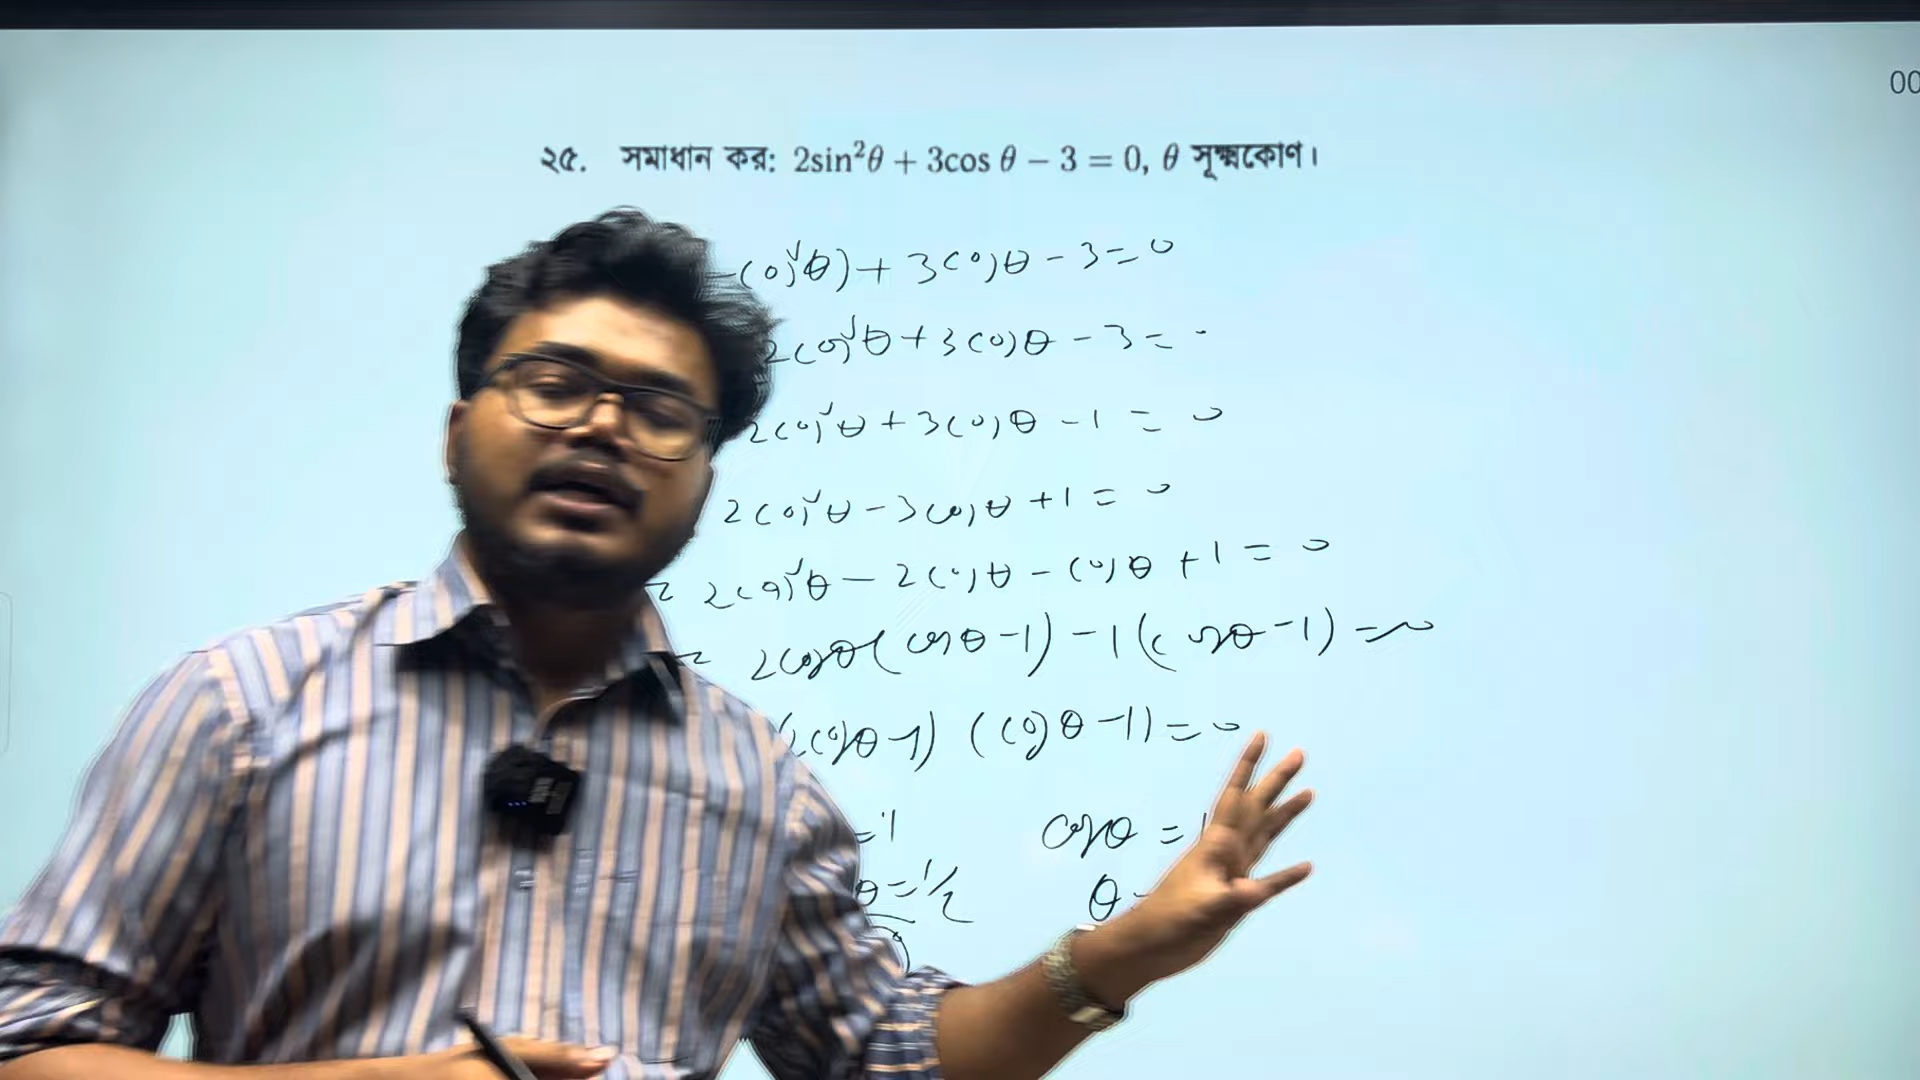 00
২৫. সমাধান কর: 2sin²θ + 3cos θ − 3 = 0, θ সূক্ষ্মকোণ।
-cos²θ) + 3cosθ - 3 = 0
2cos²θ + 3cosθ - 3 =
2cos²θ + 3cosθ - 1 = 0
2cos²θ - 3cosθ + 1 = 0
2cos²θ - 2cosθ - cosθ + 1 = 0
2cosθ(cosθ - 1) - 1(cosθ - 1) = 0
(2cosθ - 1) (cosθ - 1) = 0
= 1 cosθ = 1
θ = 1/2 θ